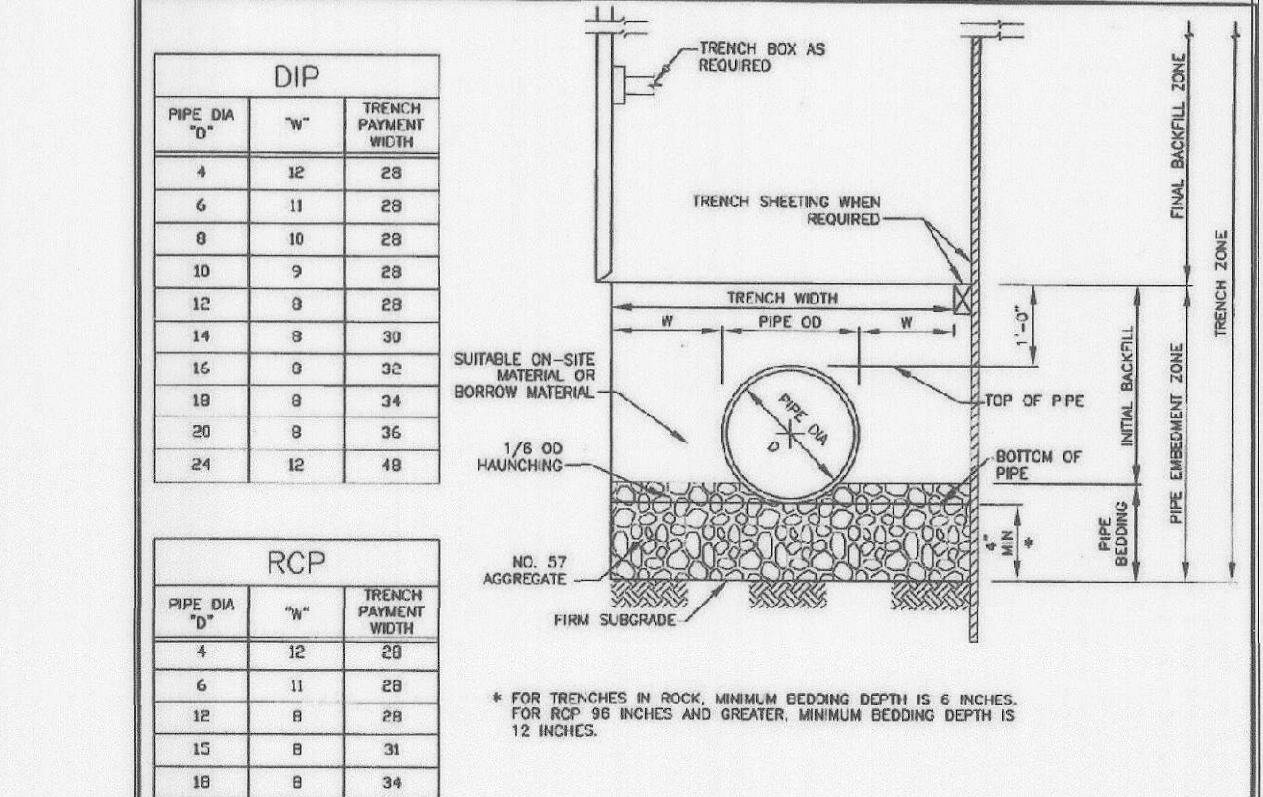 DIP
PIPE DIA "D" "W" TRENCH PAYMENT WIDTH
4 12 28
6 11 28
8 10 28
10 9 28
12 8 28
14 8 30
16 8 32
18 8 34
20 8 36
24 12 48
RCP
PIPE DIA "D" "W" TRENCH PAYMENT WIDTH
4 12 28
6 11 28
12 8 28
15 8 31
18 8 34
TRENCH BOX AS
REQUIRED
TRENCH SHEETING WHEN
REQUIRED
TRENCH WIDTH
W PIPE OD W
SUITABLE ON-SITE
MATERIAL OR
BORROW MATERIAL
PIPE DIA
D
1/6 OD
HAUNCHING
NO. 57
AGGREGATE
FIRM SUBGRADE
TOP OF PIPE
BOTTOM OF
PIPE
1'-0"
4"
MIN
*
INITIAL BACKFILL
PIPE
BEDDING
FINAL BACKFILL ZONE
PIPE EMBEDMENT ZONE
TRENCH ZONE
* FOR TRENCHES IN ROCK, MINIMUM BEDDING DEPTH IS 6 INCHES.
FOR RCP 96 INCHES AND GREATER, MINIMUM BEDDING DEPTH IS
12 INCHES.